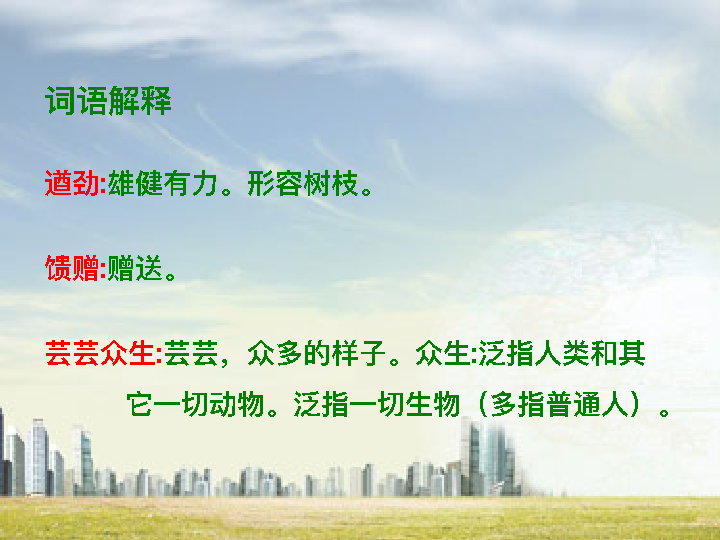 词语解释
遒劲:雄健有力。形容树枝。
馈赠:赠送。
芸芸众生:芸芸，众多的样子。众生:泛指人类和其
它一切动物。泛指一切生物（多指普通人）。